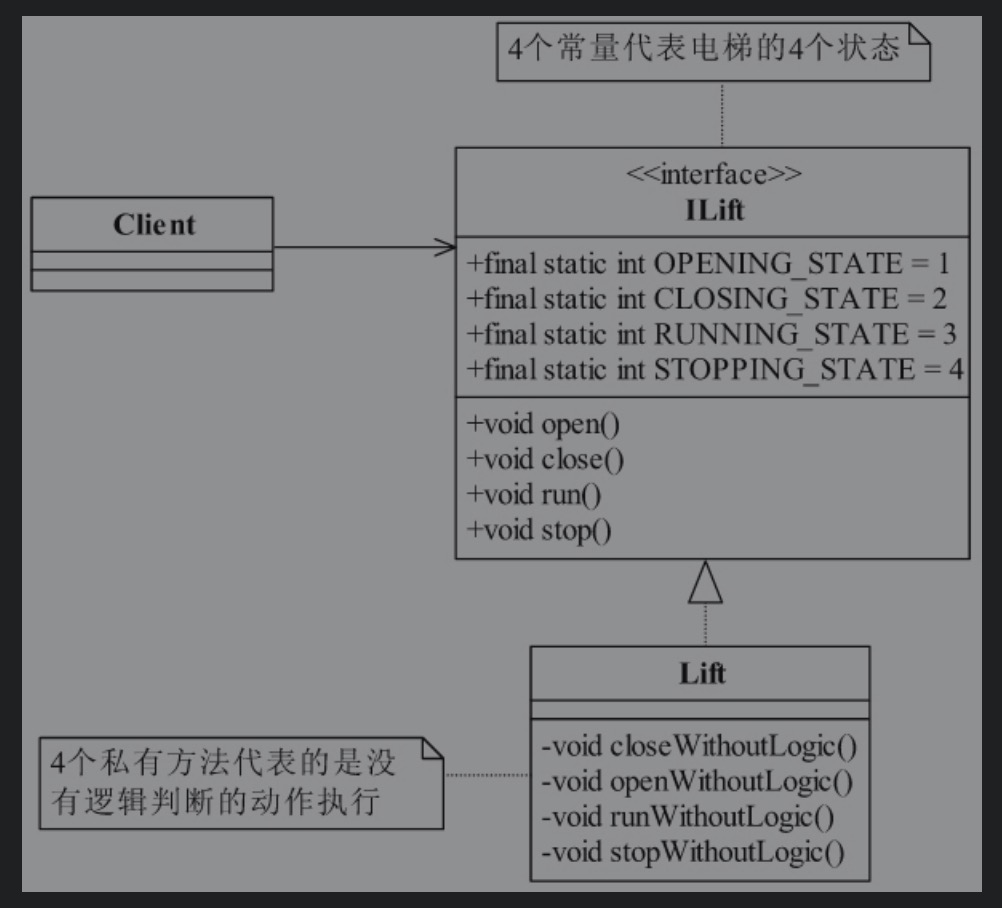 4个常量代表电梯的4个状态
<<interface>>
ILift
Client
+final static int OPENING_STATE = 1
+final static int CLOSING_STATE = 2
+final static int RUNNING_STATE = 3
+final static int STOPPING_STATE = 4
+void open()
+void close()
+void run()
+void stop()
Lift
4个私有方法代表的是没
有逻辑判断的动作执行
-void closeWithoutLogic()
-void openWithoutLogic()
-void runWithoutLogic()
-void stopWithoutLogic()